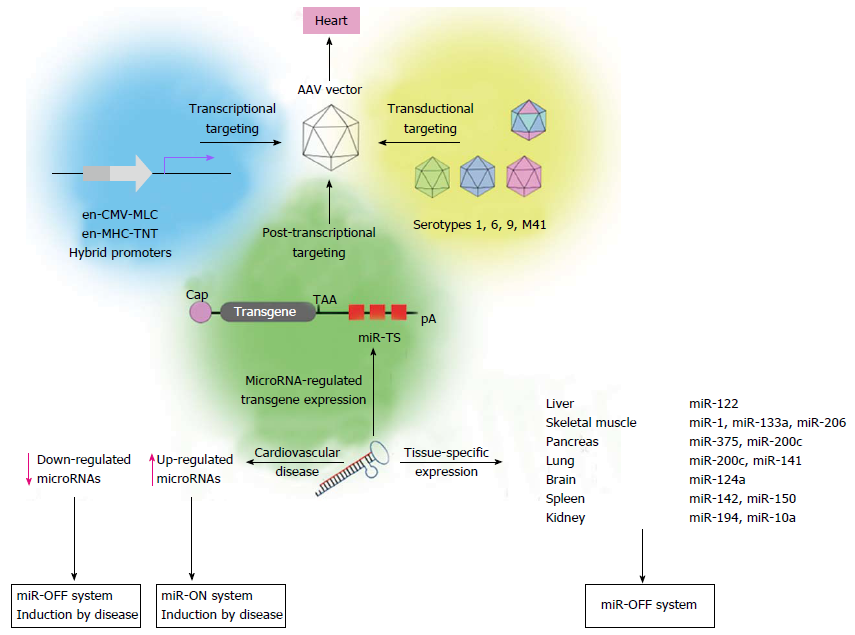 Heart
AAV vector
Transcriptional
targeting
Transductional
targeting
en-CMV-MLC
en-MHC-TNT
Hybrid promoters
Serotypes 1, 6, 9, M41
Post-transcriptional
targeting
Cap
Transgene
TAA
pA
miR-TS
MicroRNA-regulated
transgene expression
Cardiovascular
disease
Tissue-specific
expression
Down-regulated
microRNAs
Up-regulated
microRNAs
Liver miR-122
Skeletal muscle miR-1, miR-133a, miR-206
Pancreas miR-375, miR-200c
Lung miR-200c, miR-141
Brain miR-124a
Spleen miR-142, miR-150
Kidney miR-194, miR-10a
miR-OFF system
Induction by disease
miR-ON system
Induction by disease
miR-OFF system